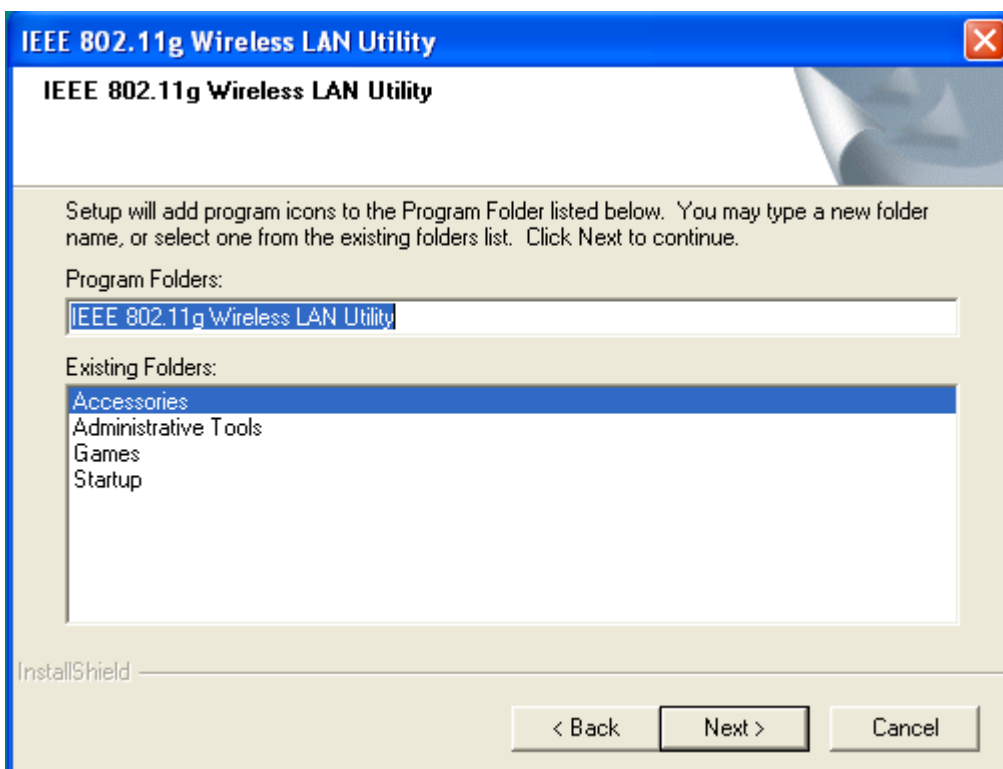 IEEE 802.11g Wireless LAN Utility
IEEE 802.11g Wireless LAN Utility
Setup will add program icons to the Program Folder listed below.  You may type a new folder
name, or select one from the existing folders list.  Click Next to continue.
Program Folders:
IEEE 802.11g Wireless LAN Utility
Existing Folders:
Accessories
Administrative Tools
Games
Startup
InstallShield
< Back
Next >
Cancel